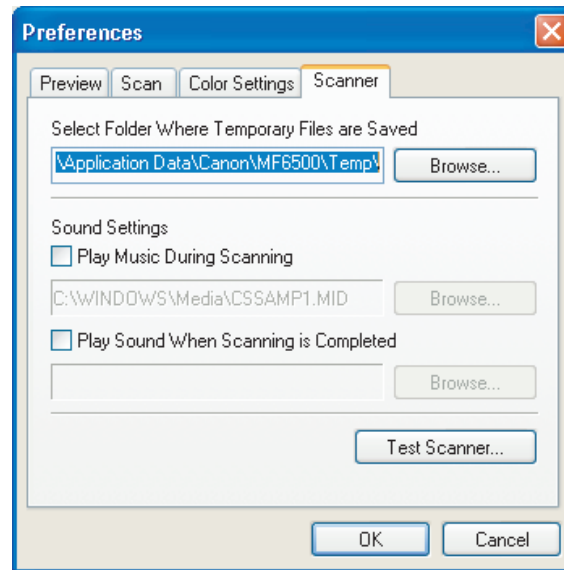 Preferences
Preview Scan Color Settings Scanner
Select Folder Where Temporary Files are Saved
\Application Data\Canon\MF6500\Temp\ Browse...
Sound Settings
Play Music During Scanning
C:\WINDOWS\Media\CSSAMP1.MID Browse...
Play Sound When Scanning is Completed
Browse...
Test Scanner...
OK Cancel